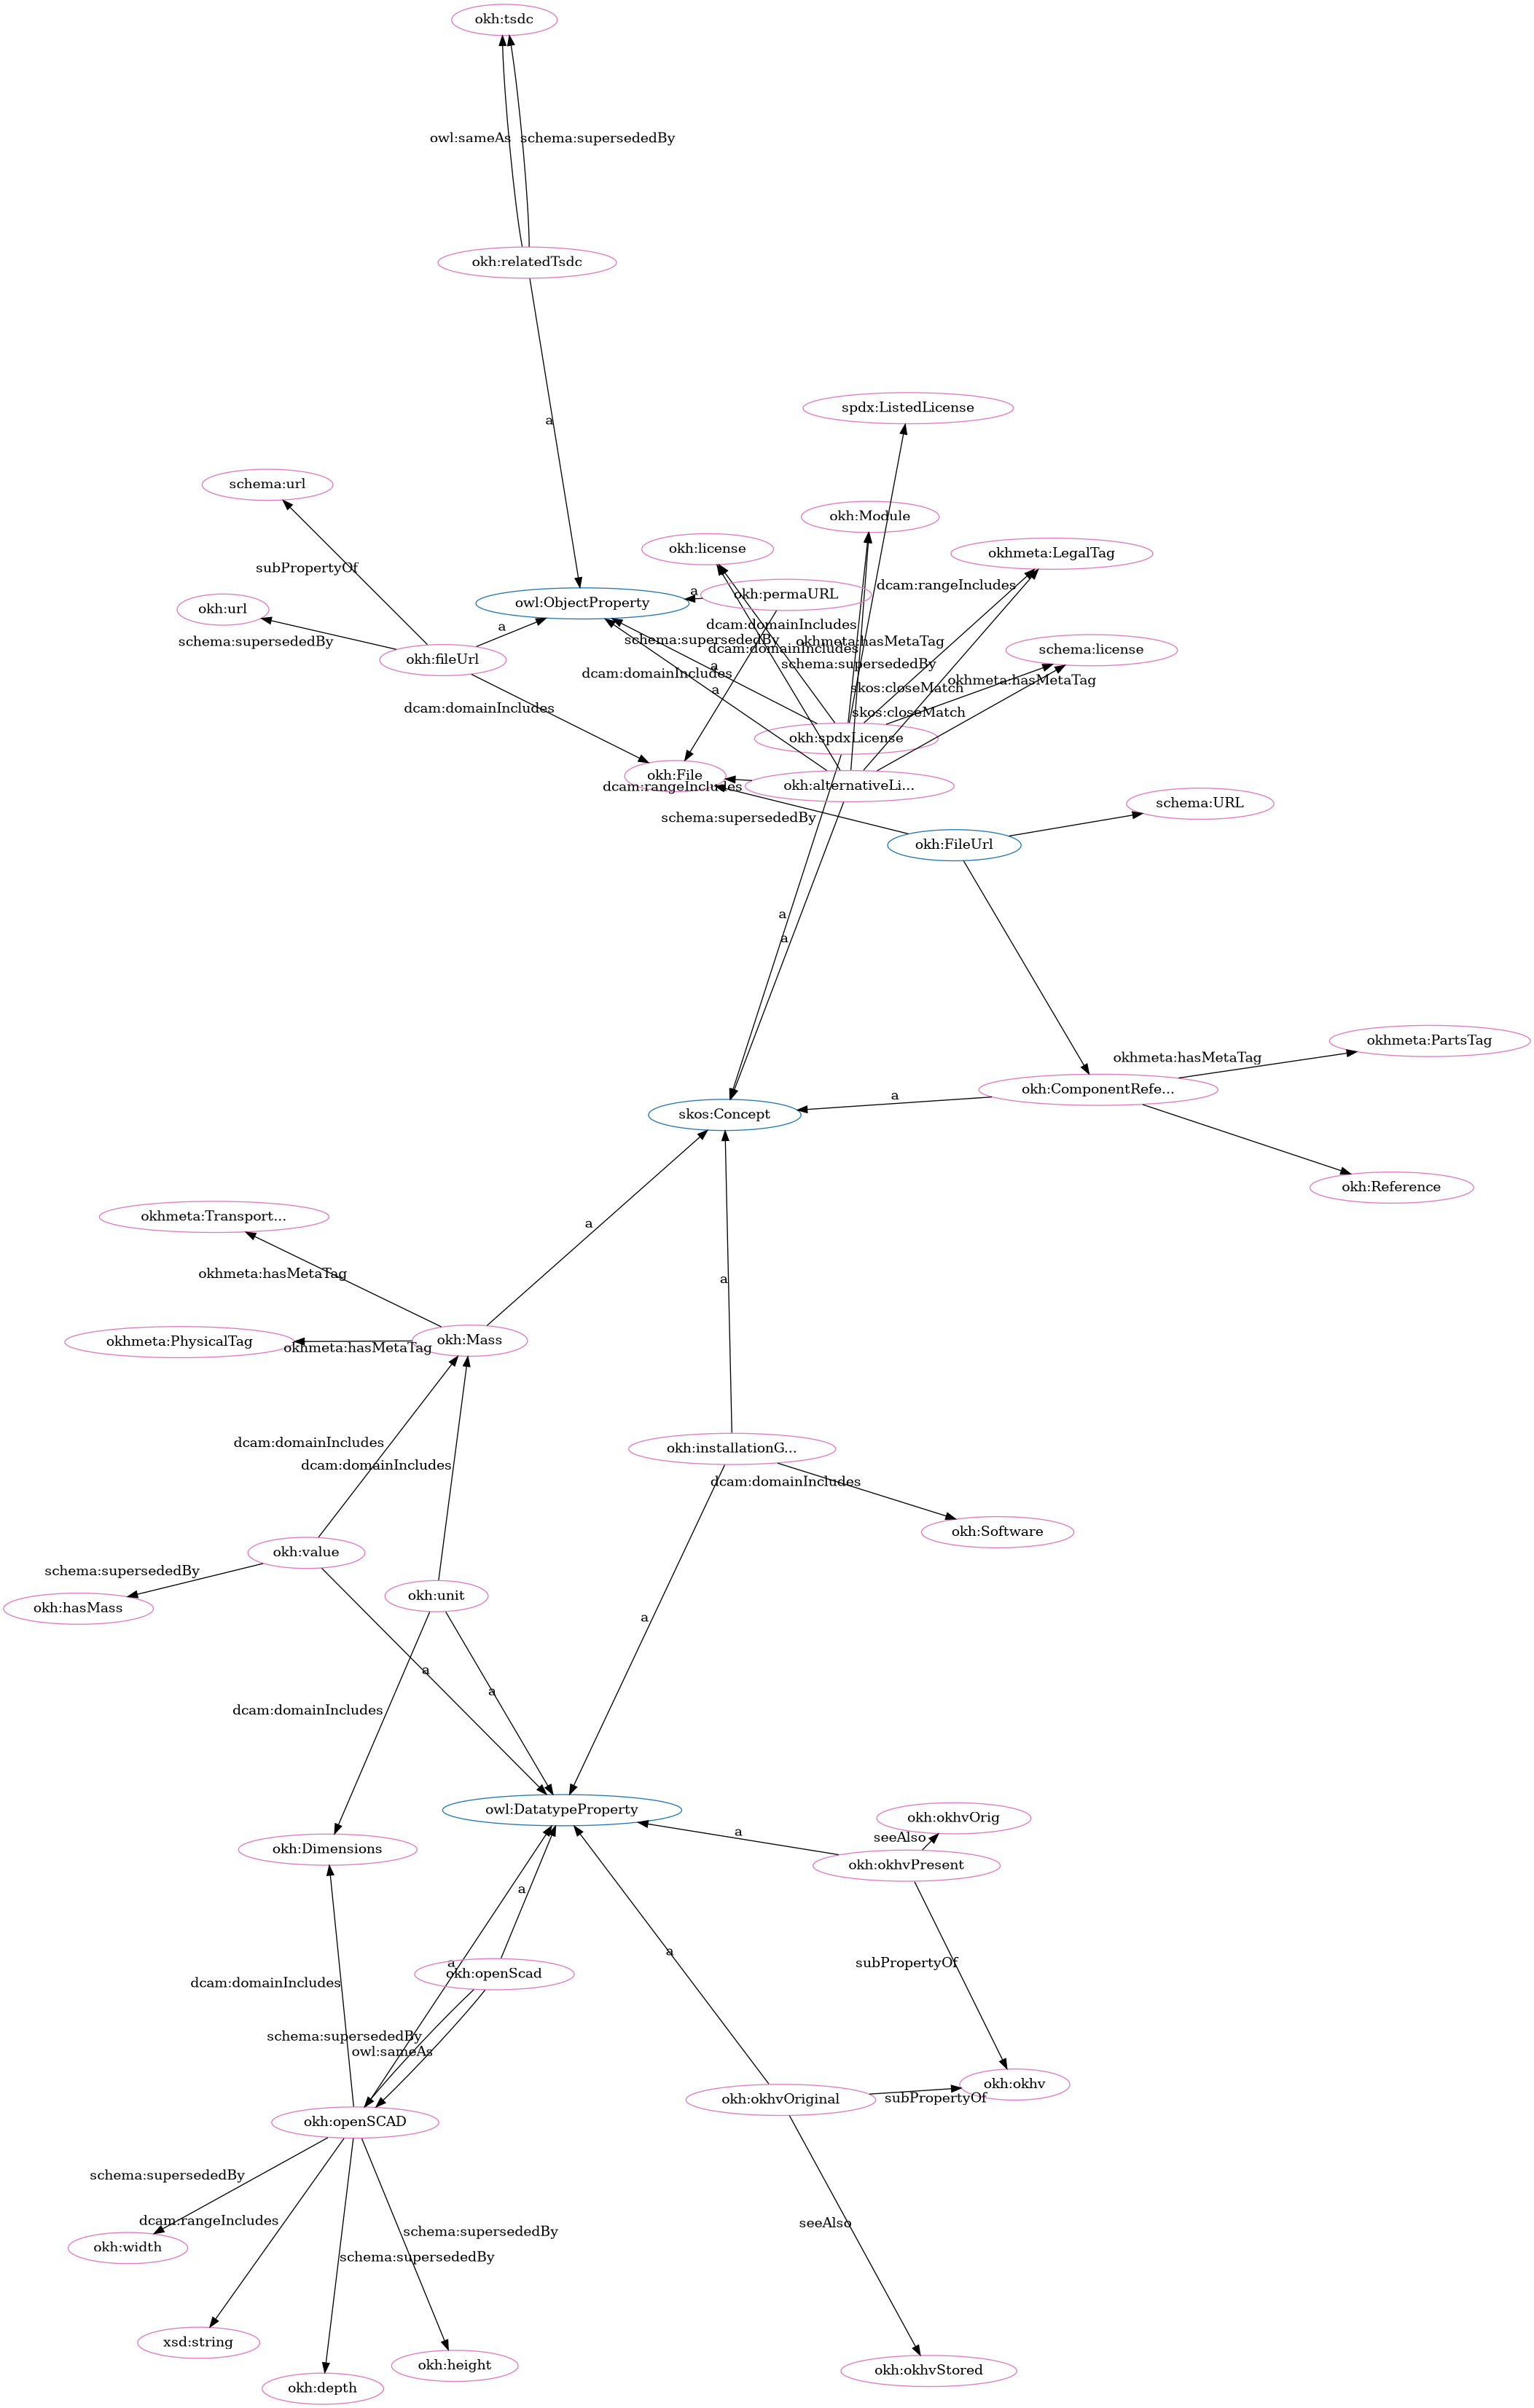 okh:tsdc
owl:sameAs
schema:supersededBy
okh:relatedTsdc
spdx:ListedLicense
a
schema:url
okh:Module
okh:license
okhmeta:LegalTag
subPropertyOf
dcam:rangeIncludes
a
okh:permaURL
owl:ObjectProperty
okh:url
dcam:domainIncludes
a
schema:supersededBy
schema:supersededBy
okhmeta:hasMetaTag
dcam:domainIncludes
schema:license
okh:fileUrl
schema:supersededBy
a
dcam:domainIncludes
okhmeta:hasMetaTag
skos:closeMatch
a
dcam:domainIncludes
skos:closeMatch
okh:spdxLicense
okh:File
okh:alternativeLi...
dcam:rangeIncludes
schema:URL
schema:supersededBy
okh:FileUrl
a
a
okhmeta:PartsTag
okhmeta:hasMetaTag
okh:ComponentRefe...
a
skos:Concept
okh:Reference
okhmeta:Transport...
a
okhmeta:hasMetaTag
a
okhmeta:PhysicalTag
okh:Mass
okhmeta:hasMetaTag
dcam:domainIncludes
okh:installationG...
dcam:domainIncludes
dcam:domainIncludes
okh:Software
okh:value
schema:supersededBy
okh:unit
okh:hasMass
a
a
a
dcam:domainIncludes
owl:DatatypeProperty
okh:okhvOrig
a
seeAlso
okh:Dimensions
okh:okhvPresent
a
a
a
subPropertyOf
okh:openScad
dcam:domainIncludes
schema:supersededBy
owl:sameAs
okh:okhv
okh:okhvOriginal
subPropertyOf
okh:openSCAD
schema:supersededBy
dcam:rangeIncludes
seeAlso
schema:supersededBy
okh:width
schema:supersededBy
xsd:string
okh:height
okh:okhvStored
okh:depth